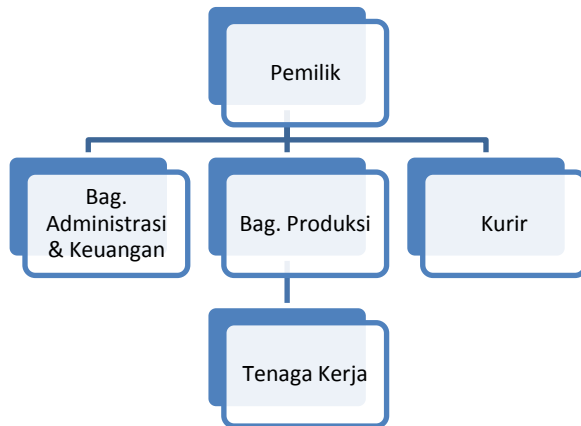 Pemilik
Bag.
Administrasi
& Keuangan
Bag. Produksi
Kurir
Tenaga Kerja